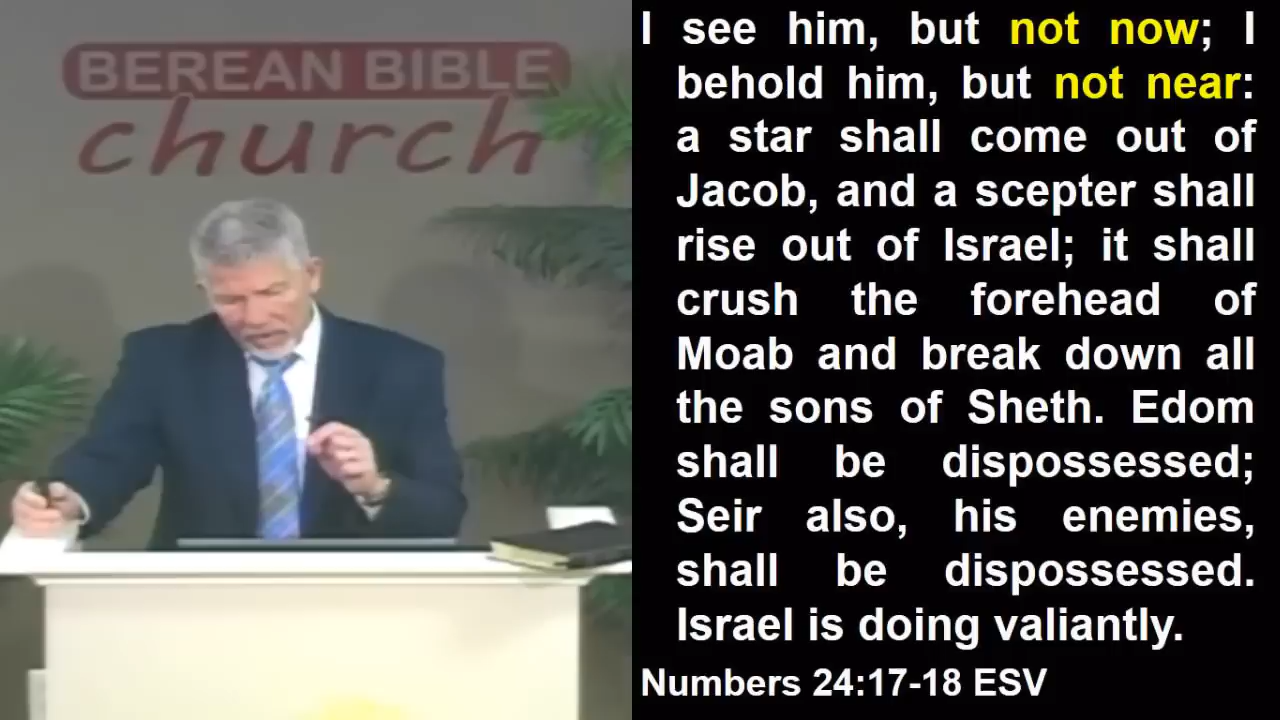 BEREAN BIBLE
church
I see him, but not now; I
behold him, but not near:
a star shall come out of
Jacob, and a scepter shall
rise out of Israel; it shall
crush the forehead of
Moab and break down all
the sons of Sheth. Edom
shall be dispossessed;
Seir also, his enemies,
shall be dispossessed.
Israel is doing valiantly.
Numbers 24:17-18 ESV